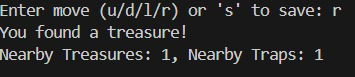 Enter move (u/d/l/r) or 's' to save: r
You found a treasure!
Nearby Treasures: 1, Nearby Traps: 1